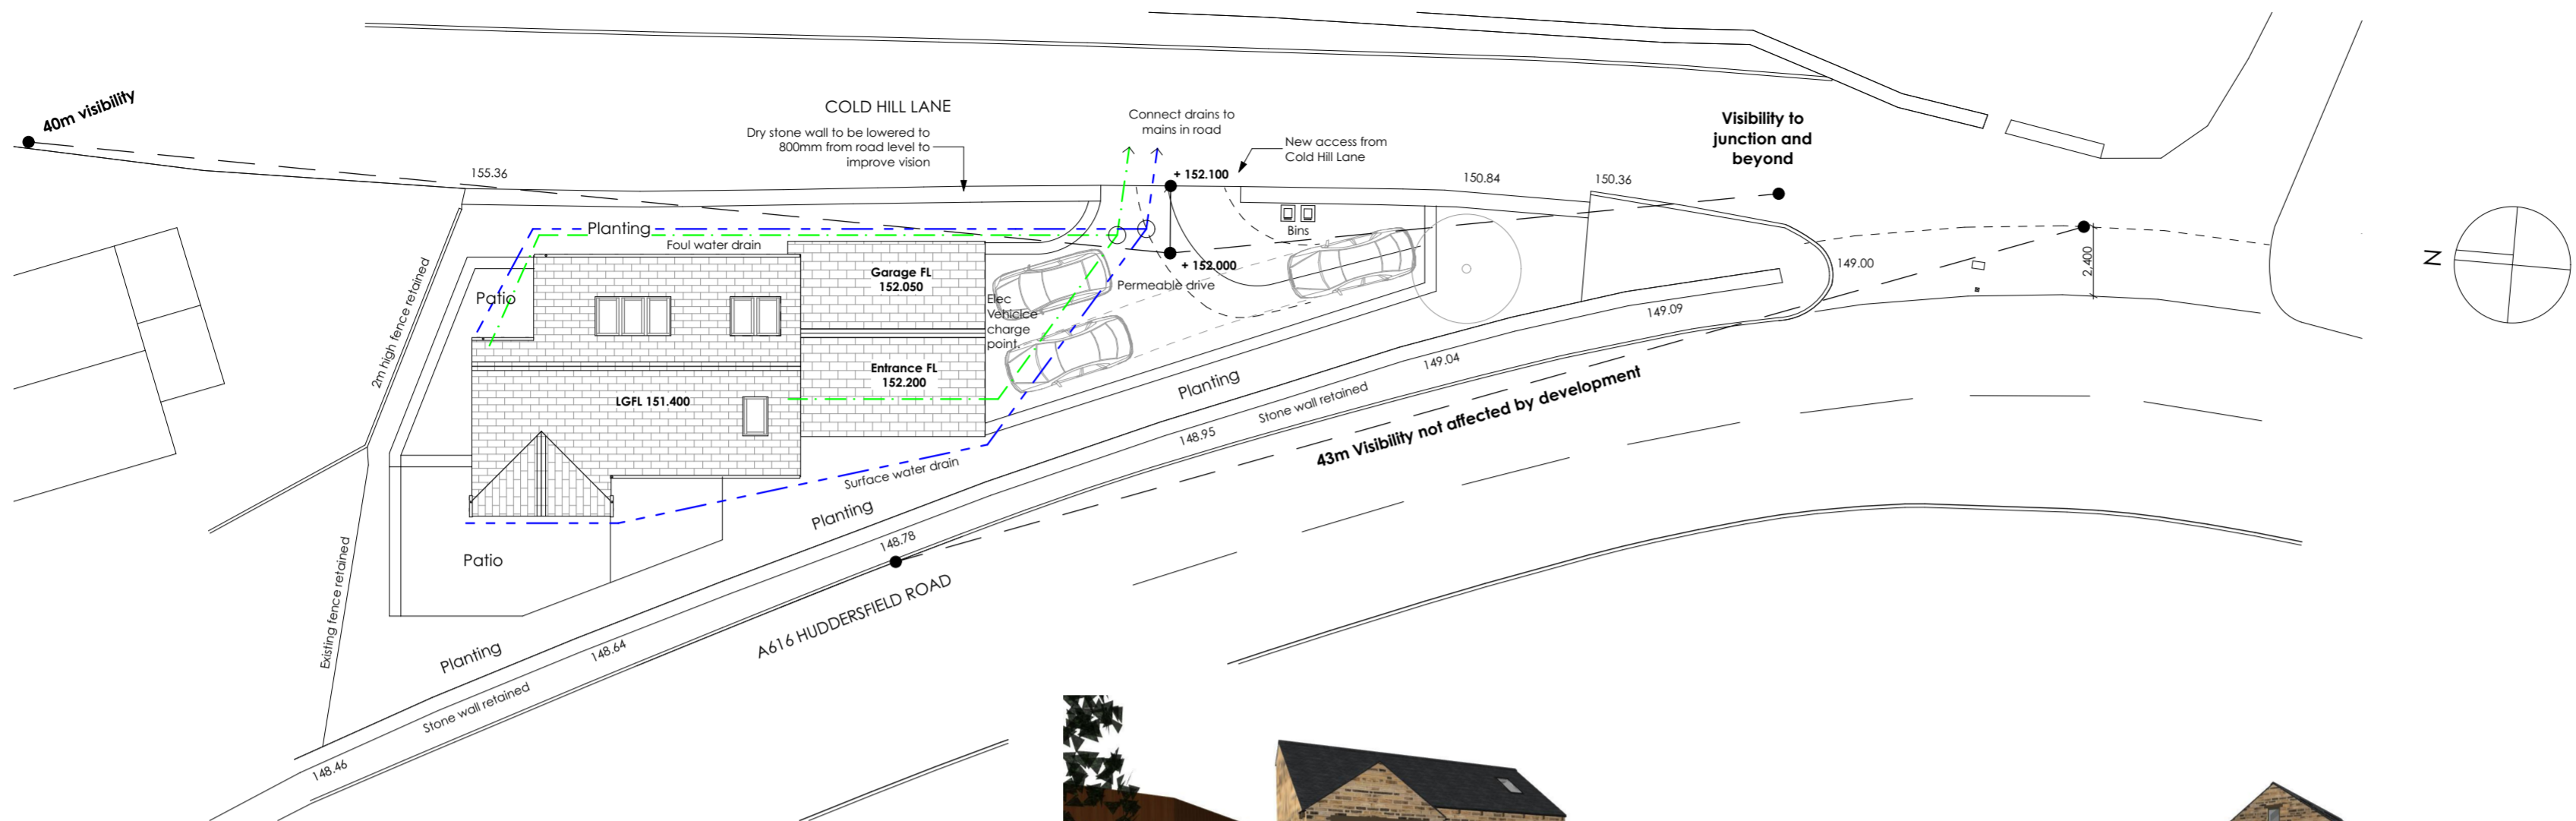 40m visibility
COLD HILL LANE
Dry stone wall to be lowered to
800mm from road level to
improve vision
Connect drains to
mains in road
New access from
Cold Hill Lane
Visibility to
junction and
beyond
155.36
+ 152.100
150.84
150.36
Planting
Foul water drain
Bins
2m high fence retained
Patio
Garage FL
152.050
Elec
Vehicice
charge
point.
+ 152.000
Permeable drive
149.00
2,400
N
149.09
Entrance FL
152.200
LGFL 151.400
149.04
Planting
Stone wall retained
43m Visibility not affected by development
148.95
Surface water drain
Planting
148.78
Patio
Existing fence retained
A616 HUDDERSFIELD ROAD
Planting
148.64
Stone wall retained
148.46